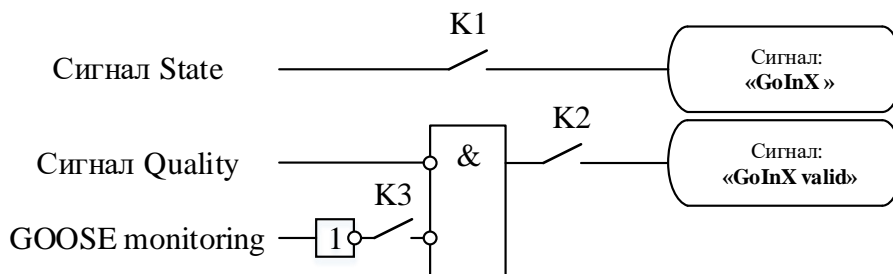 K1
Сигнал State
Сигнал:
«GoInX »
K2
Сигнал Quality
&
Сигнал:
«GoInX valid»
K3
GOOSE monitoring
1